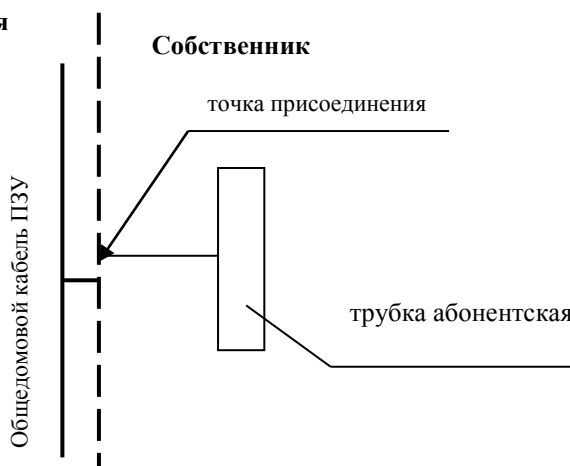 я
Собственник
точка присоединения
Общедомовой кабель ПЗУ
трубка абонентская